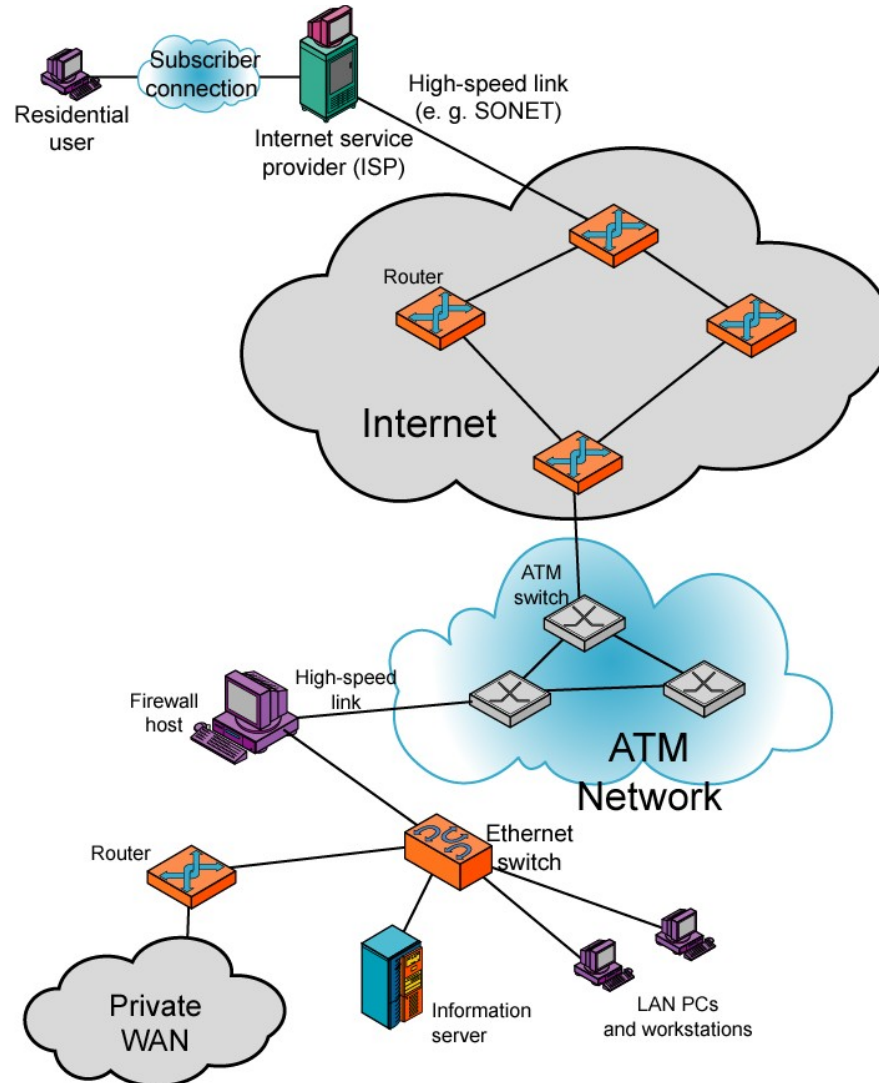 Subscriber
connection
Residential
user
Internet service
provider (ISP)
High-speed link
(e. g. SONET)
Router
Internet
ATM
switch
High-speed
link
Firewall
host
ATM
Network
Ethernet
switch
Router
Private
WAN
Information
server
LAN PCs
and workstations